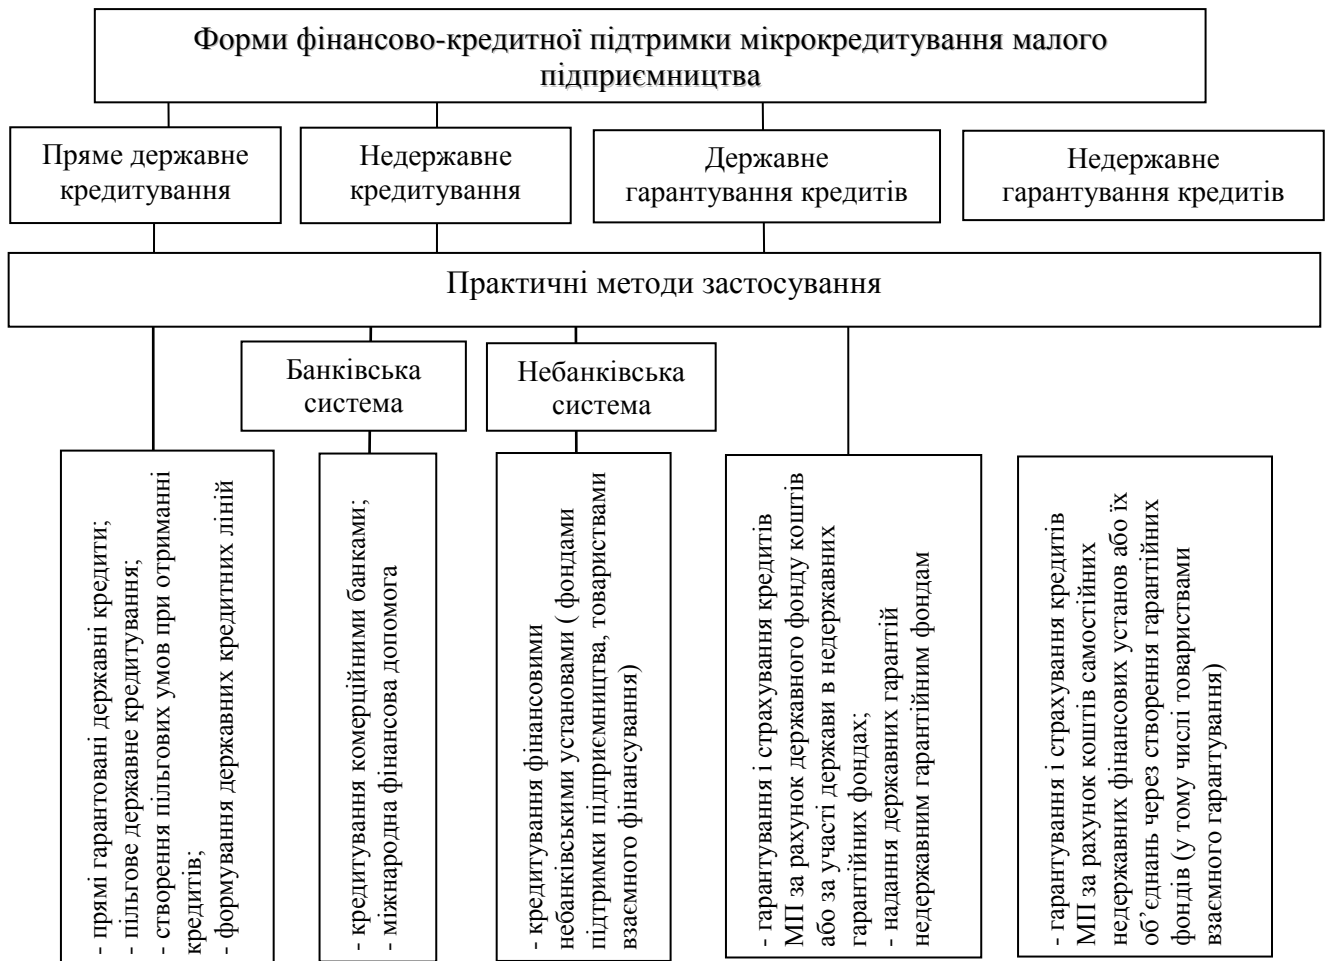 Форми фінансово-кредитної підтримки мікрокредитування малого
підприємництва
Пряме державне
кредитування
Недержавне
кредитування
Державне
гарантування кредитів
Недержавне
гарантування кредитів
Практичні методи застосування
Банківська
система
Небанківська
система
- прямі гарантовані державні кредити;
- пільгове державне кредитування;
- створення пільгових умов при отриманні
кредитів;
- формування державних кредитних ліній
- кредитування комерційними банками;
- міжнародна фінансова допомога
- кредитування фінансовими
небанківськими установами ( фондами
підтримки підприємництва, товариствами
взаємного фінансування)
- гарантування і страхування кредитів
МП за рахунок державного фонду коштів
або за участі держави в недержавних
гарантійних фондах;
- надання державних гарантій
недержавним гарантійним фондам
- гарантування і страхування кредитів
МП за рахунок коштів самостійних
недержавних фінансових установ або їх
об’єднань через створення гарантійних
фондів (у тому числі товариствами
взаємного гарантування)